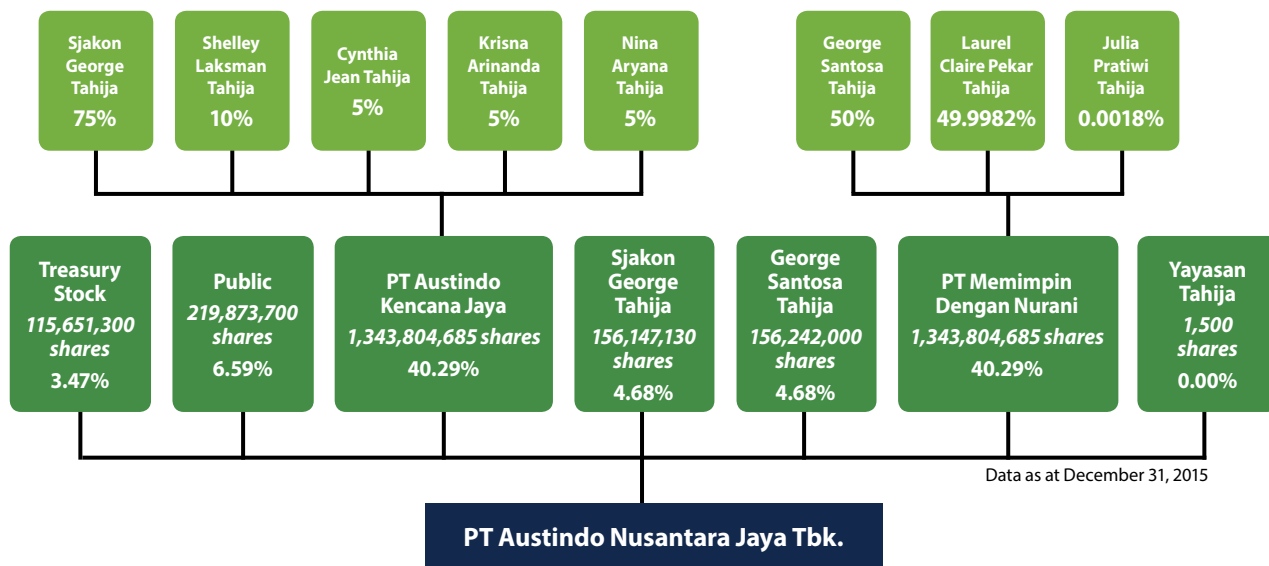 Sjakon
George
Tahija
75%
Shelley
Laksman
Tahija
10%
Cynthia
Jean Tahija
5%
Krisna
Arinanda
Tahija
5%
Nina
Aryana
Tahija
5%
George
Santosa
Tahija
50%
Laurel
Claire Pekar
Tahija
49.9982%
Julia
Pratiwi
Tahija
0.0018%
Treasury
Stock
115,651,300
shares
3.47%
Public
219,873,700
shares
6.59%
PT Austindo
Kencana Jaya
1,343,804,685 shares
40.29%
Sjakon
George
Tahija
156,147,130
shares
4.68%
George
Santosa
Tahija
156,242,000
shares
4.68%
PT Memimpin
Dengan Nurani
1,343,804,685 shares
40.29%
Yayasan
Tahija
1,500
shares
0.00%
Data as at December 31, 2015
PT Austindo Nusantara Jaya Tbk.